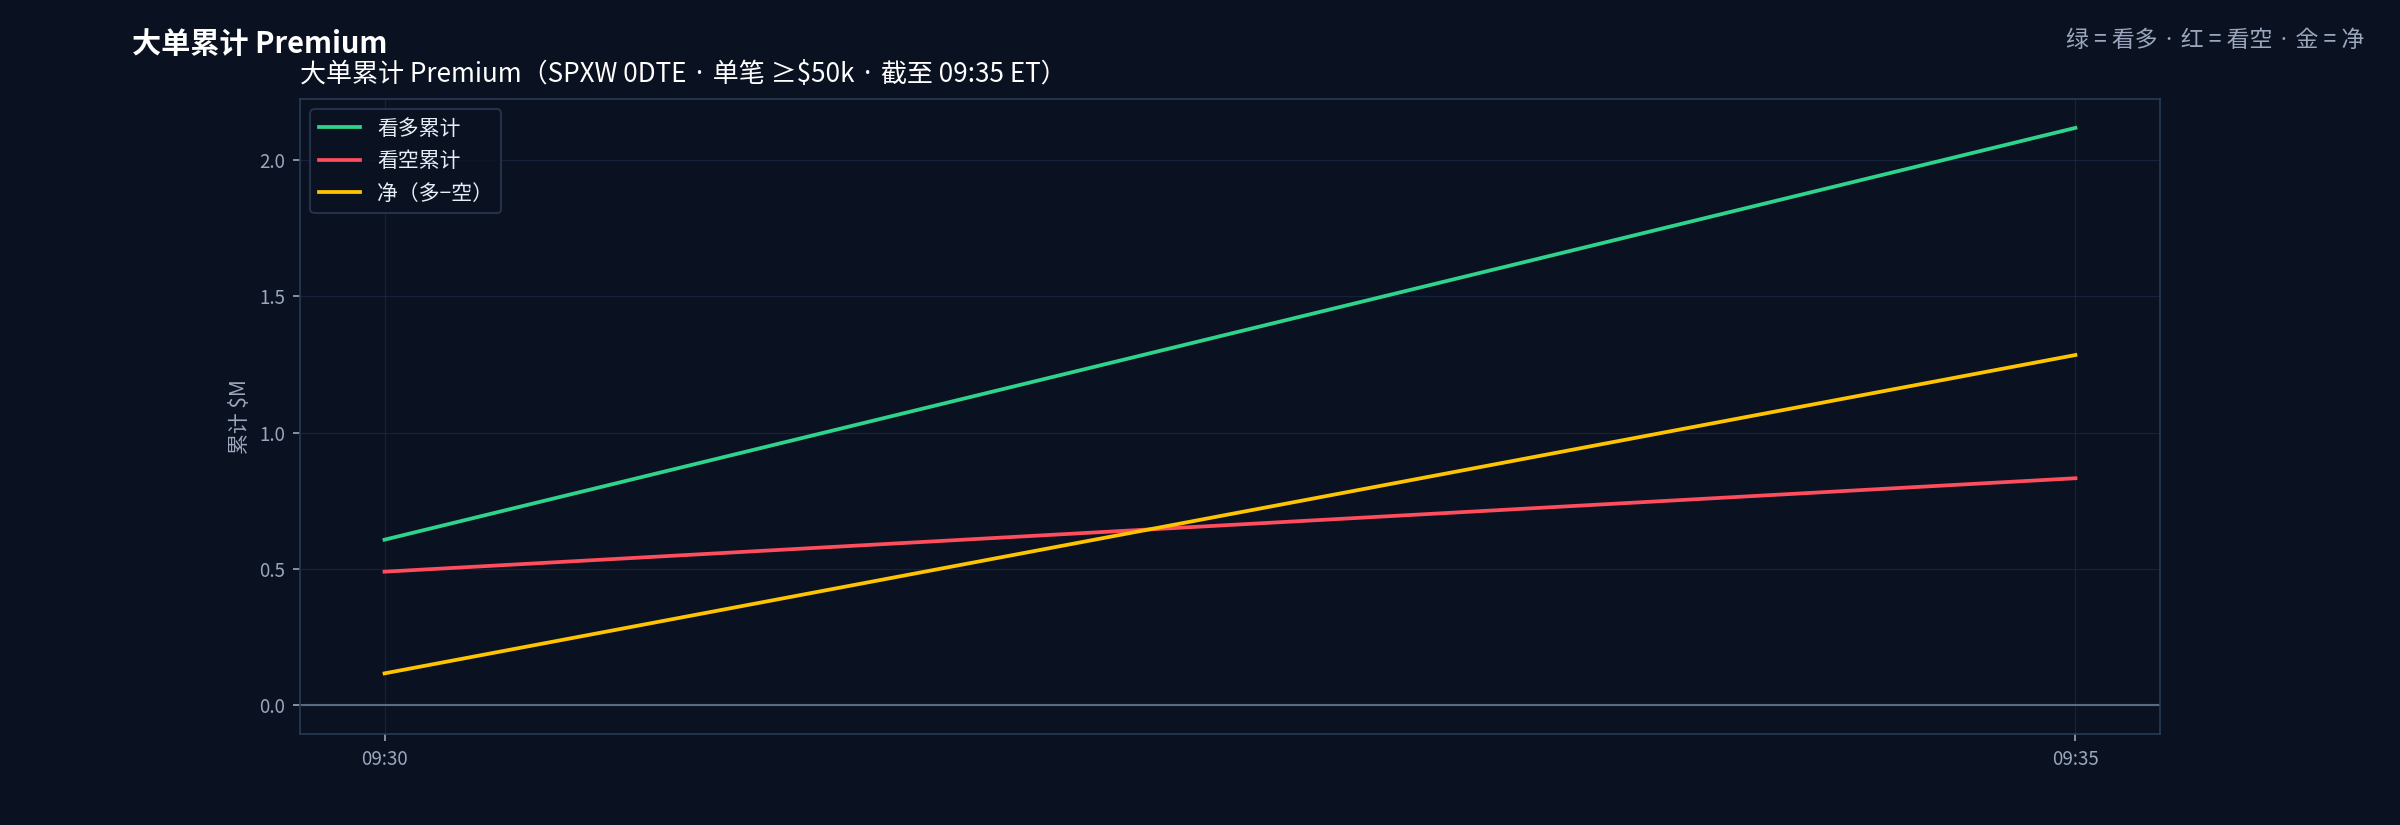 大单累计 Premium
绿 = 看多 · 红 = 看空 · 金 = 净
大单累计 Premium（SPXW 0DTE · 单笔 ≥$50k · 截至 09:35 ET）
看多累计
看空累计
净（多−空）
累计 $M
2.0
1.5
1.0
0.5
0.0
09:30
09:35